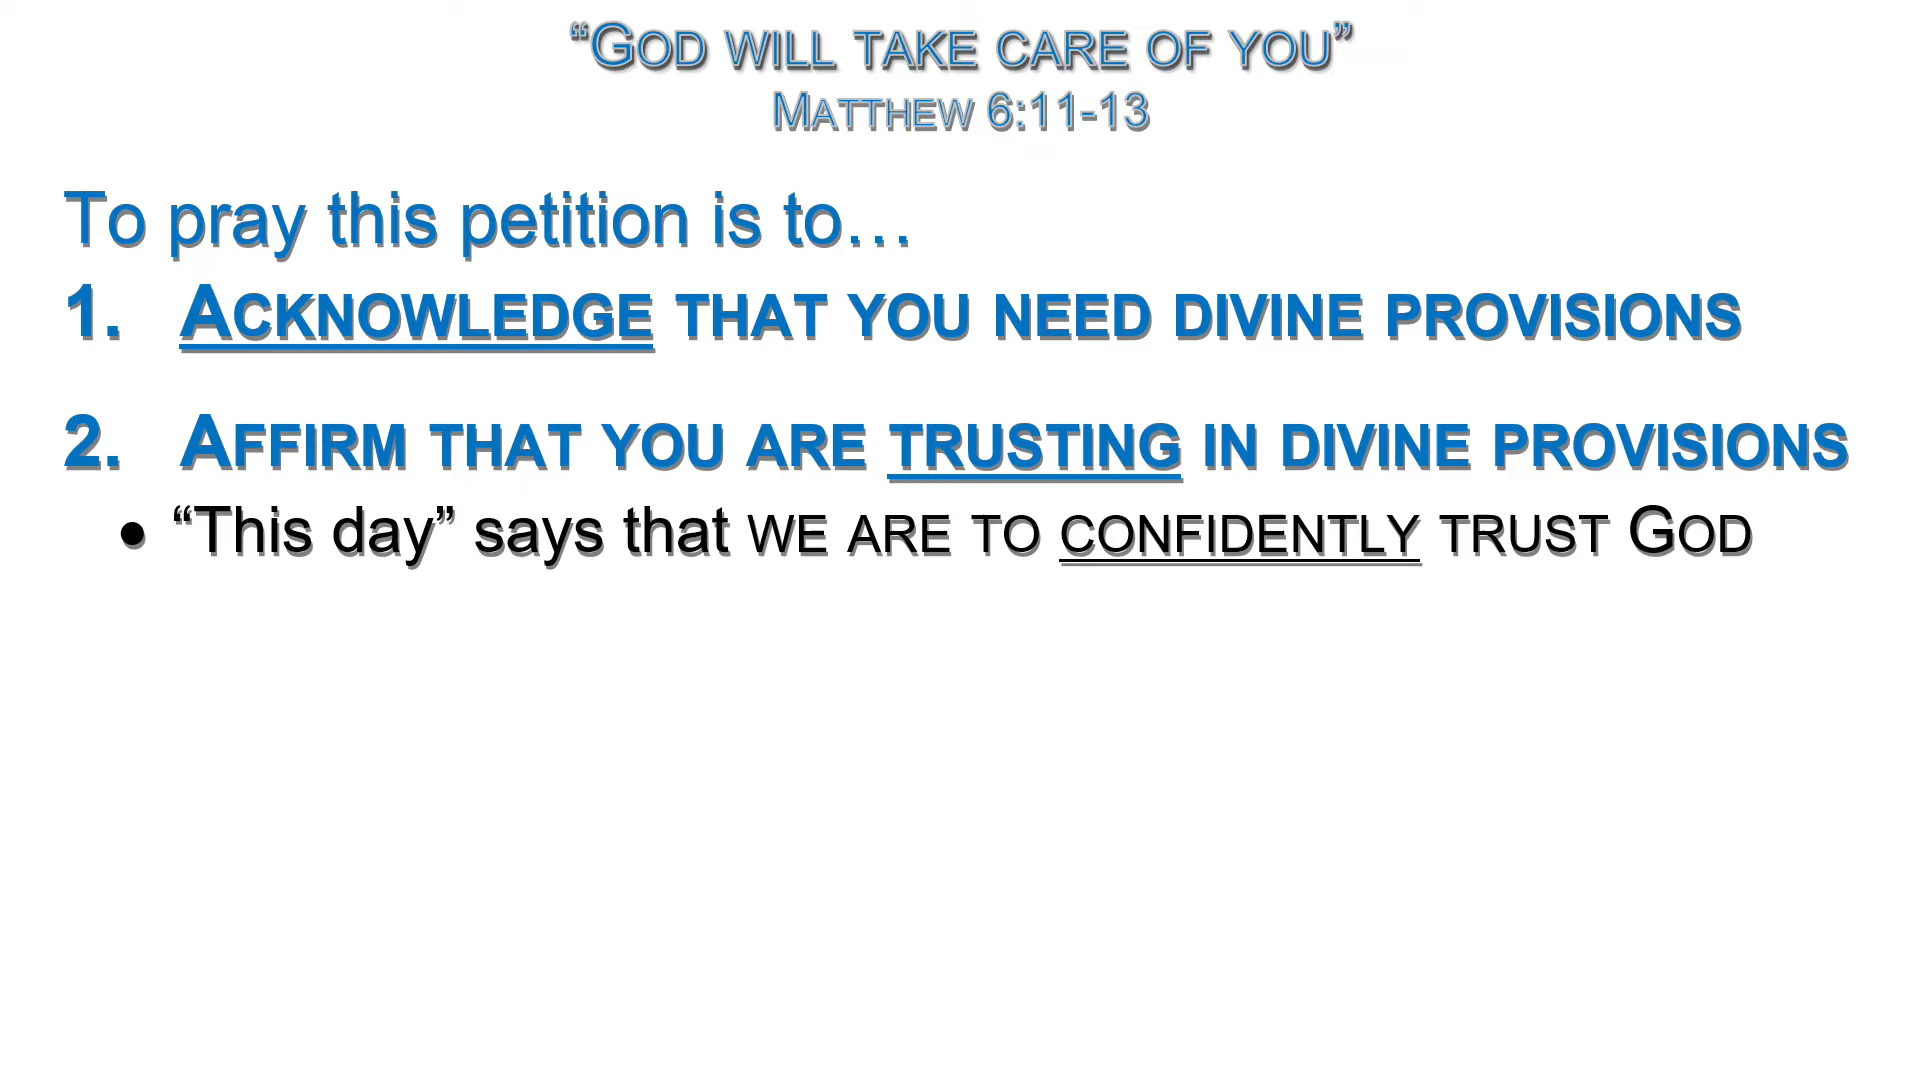 “God will take care of you”
Matthew 6:11-13
To pray this petition is to…
1. Acknowledge that you need divine provisions
2. Affirm that you are trusting in divine provisions
• “This day” says that we are to confidently trust God